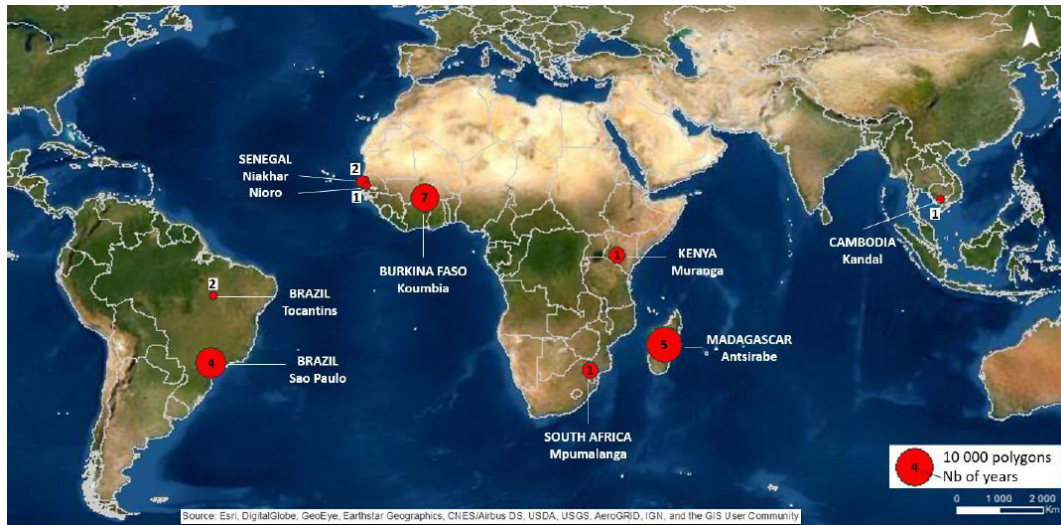 N
SENEGAL
Niakhar
Nioro
2
1
7
BURKINA FASO
Koumbia
1
KENYA
Muranga
1
CAMBODIA
Kandal
2
BRAZIL
Tocantins
4
BRAZIL
Sao Paulo
5
MADAGASCAR
Antsirabe
1
SOUTH AFRICA
Mpumalanga
4
10 000 polygons
Nb of years
0 1 000 2 000
Km
Source: Esri, DigitalGlobe, GeoEye, Earthstar Geographics, CNES/Airbus DS, USDA, USGS, AeroGRID, IGN, and the GIS User Community